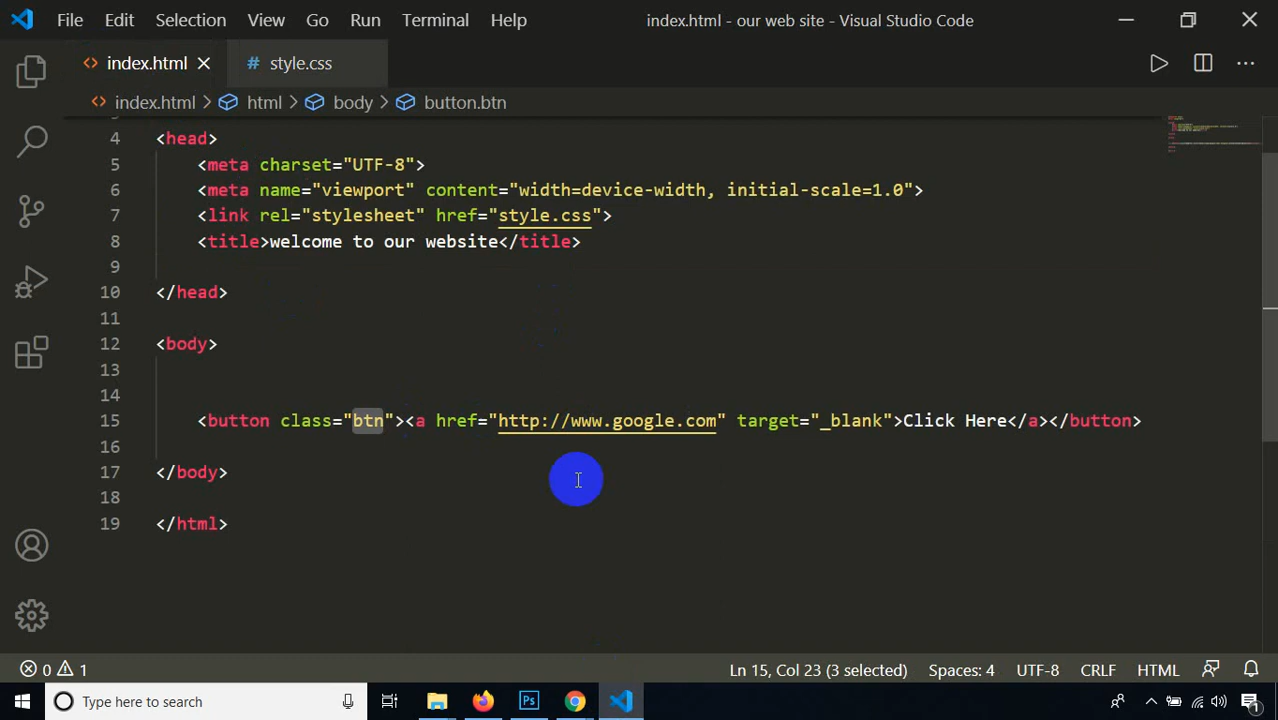 File Edit Selection View Go Run Terminal Help index.html - our web site - Visual Studio Code
index.html style.css
index.html > html > body > button.btn
4 <head>
5 <meta charset="UTF-8">
6 <meta name="viewport" content="width=device-width, initial-scale=1.0">
7 <link rel="stylesheet" href="style.css">
8 <title>welcome to our website</title>
9
10 </head>
11
12 <body>
13
14
15 <button class="btn"><a href="http://www.google.com" target="_blank">Click Here</a></button>
16
17 </body>
18
19 </html>
0 1 Ln 15, Col 23 (3 selected) Spaces: 4 UTF-8 CRLF HTML
Type here to search Ps 1